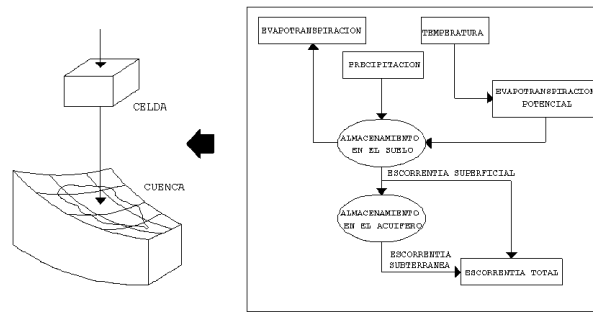 CELDA
CUENCA
EVAPOTRANSPIRACION
TEMPERATURA
PRECIPITACION
EVAPOTRANSPIRACION
POTENCIAL
ALMACENAMIENTO
EN EL SUELO
ESCORRENTIA SUPERFICIAL
ALMACENAMIENTO
EN EL ACUIFERO
ESCORRENTIA
SUBTERRANEA
ESCORRENTIA TOTAL